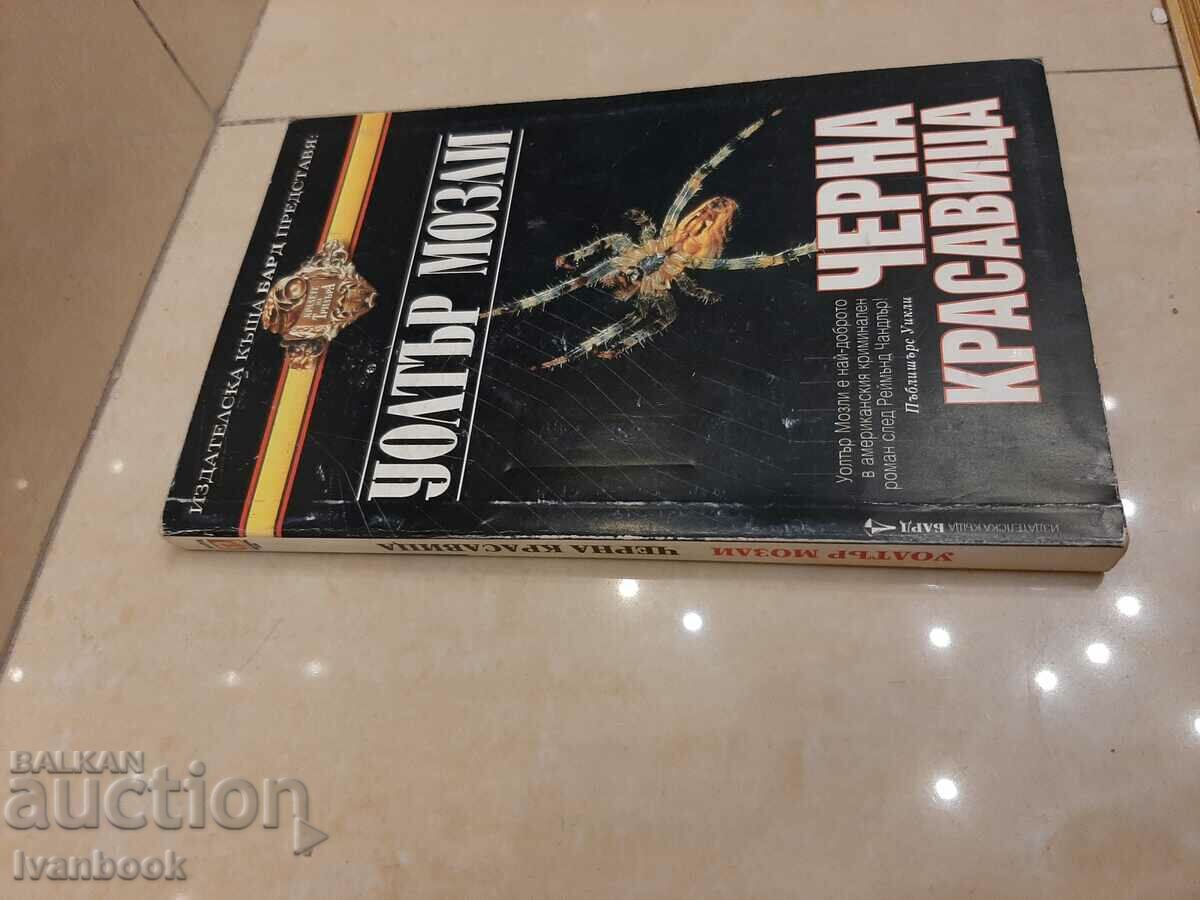 ИЗДАТЕЛСКА КЪЩА БАРД ПРЕДСТАВЯ:
УОЛТЪР МОЗЛИ
Уолтър Мозли е най-доброто
в американския криминален
роман след Реймънд Чандлър!
Пъблишърс Уикли
ЧЕРНА
КРАСАВИЦА
ИЗДАТЕЛСКА КЪЩА БАРД
УОЛТЪР МОЗЛИ ЧЕРНА КРАСАВИЦА
BALKAN
auction
Ivanbook